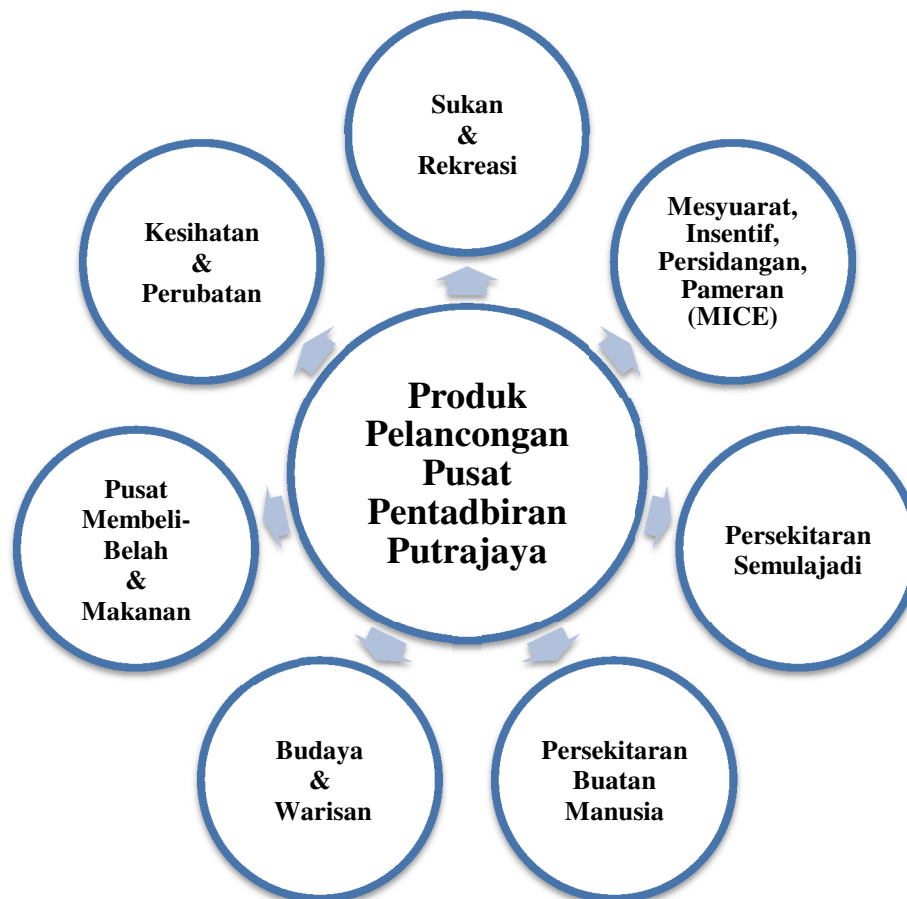 Sukan
&
Rekreasi
Mesyuarat,
Insentif,
Persidangan,
Pameran
(MICE)
Kesihatan
&
Perubatan
Produk
Pelancongan
Pusat
Pentadbiran
Putrajaya
Pusat
Membeli-
Belah
&
Makanan
Persekitaran
Semulajadi
Budaya
&
Warisan
Persekitaran
Buatan
Manusia